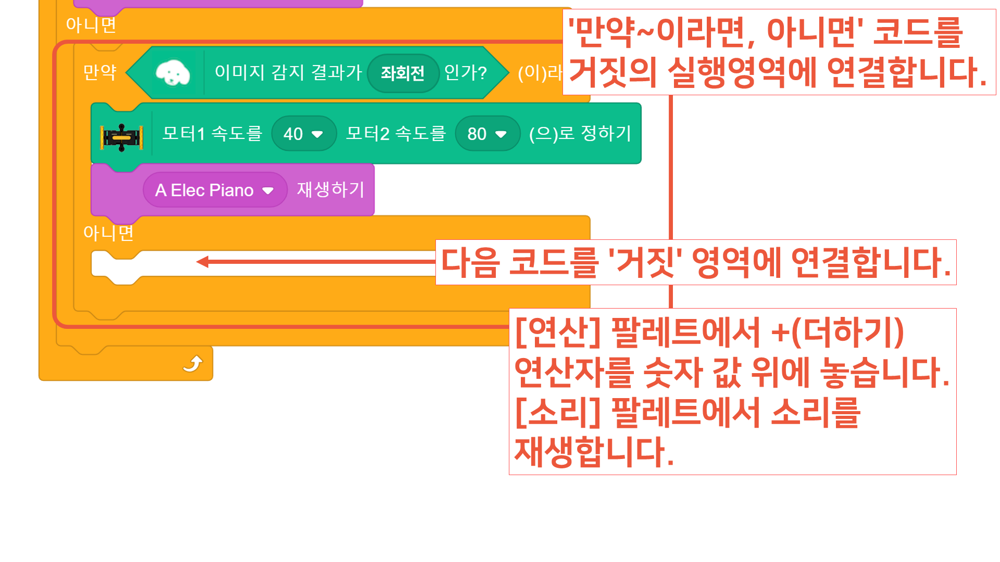 아니면
'만약~이라면, 아니면' 코드를
거짓의 실행영역에 연결합니다.
만약 이미지 감지 결과가 좌회전 인가? (이)라
모터1 속도를 40 모터2 속도를 80 (으)로 정하기
A Elec Piano 재생하기
아니면
다음 코드를 '거짓' 영역에 연결합니다.
[연산] 팔레트에서 +(더하기)
연산자를 숫자 값 위에 놓습니다.
[소리] 팔레트에서 소리를
재생합니다.